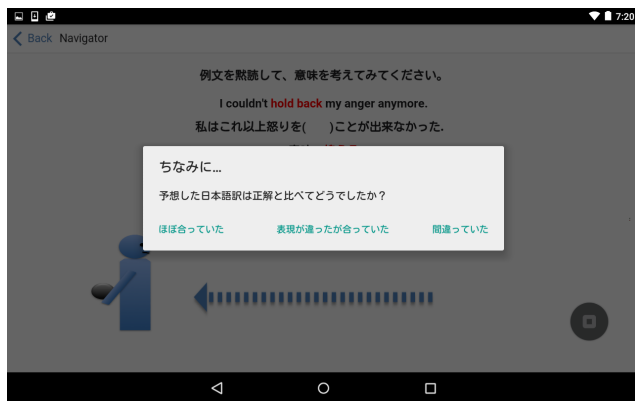 7:20
Back Navigator
例文を黙読して、意味を考えてみてください。
I couldn't hold back my anger anymore.
私はこれ以上怒りを( )ことが出来なかった.
ちなみに...
予想した日本語訳は正解と比べてどうでしたか？
ほぼ合っていた 表現が違ったが合っていた 間違っていた